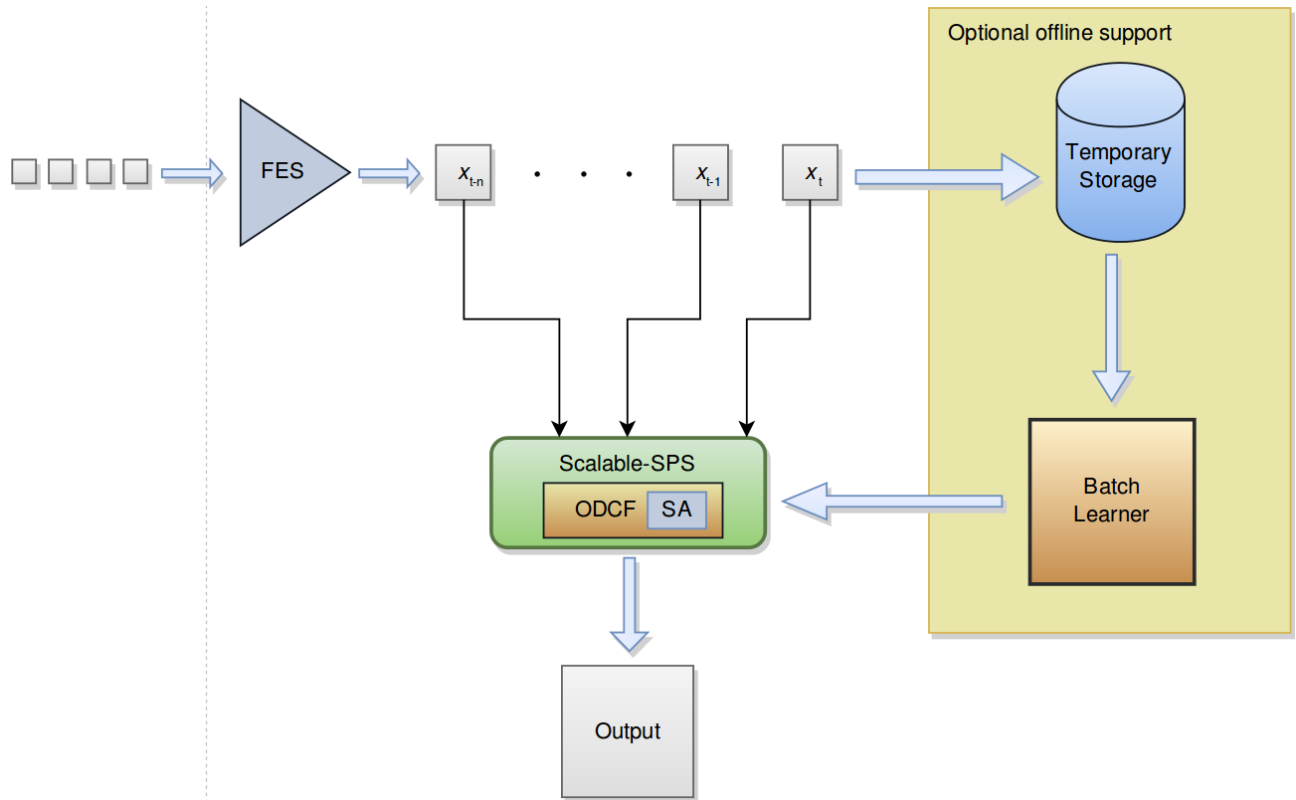 Optional offline support
FES
x t-n
. . .
x t-1
x t
Temporary
Storage
Scalable-SPS
ODCF
SA
Batch
Learner
Output